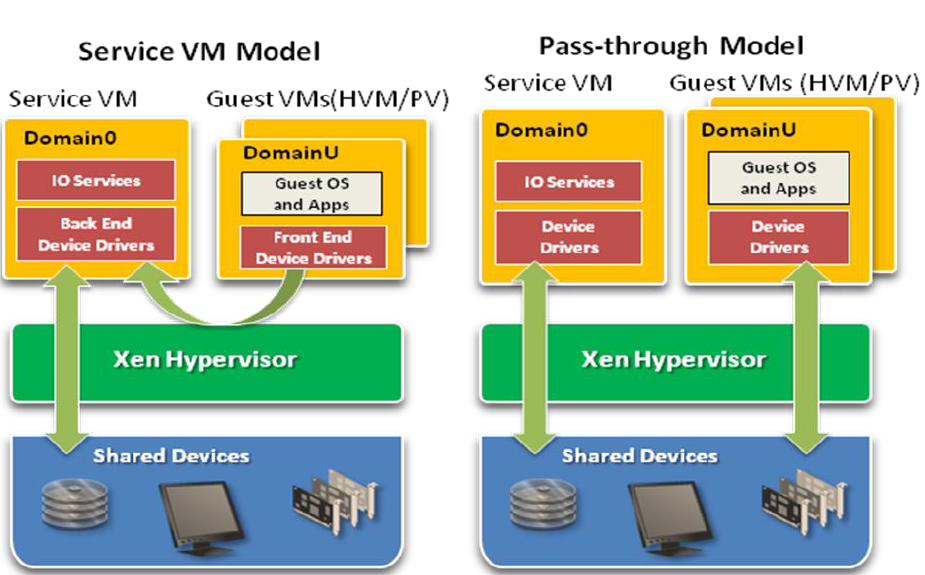 Service VM Model
Service VM
Guest VMs(HVM/PV)
Domain0
IO Services
Back End
Device Drivers
DomainU
Guest OS
and Apps
Front End
Device Drivers
Xen Hypervisor
Shared Devices
Pass-through Model
Service VM
Guest VMs (HVM/PV)
Domain0
IO Services
Device
Drivers
DomainU
Guest OS
and Apps
Device
Drivers
Xen Hypervisor
Shared Devices